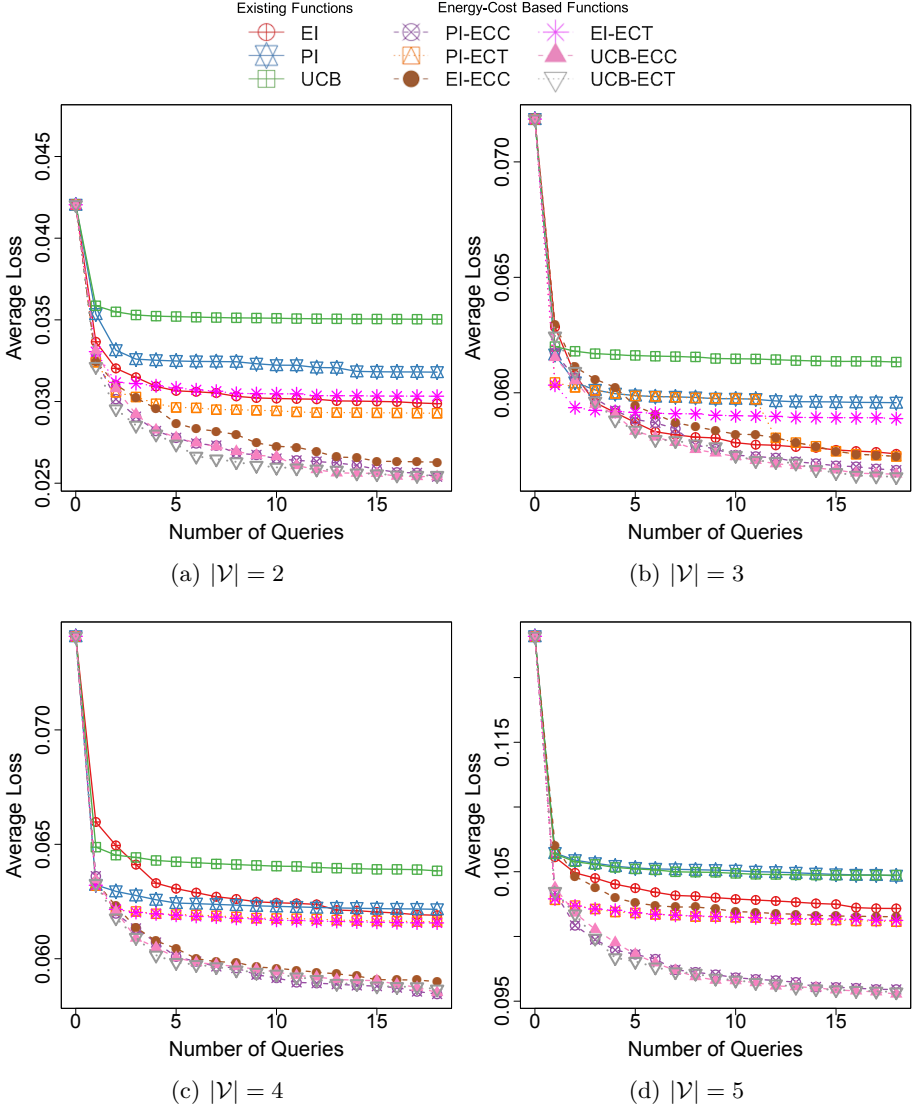 Existing Functions Energy-Cost Based Functions
EI PI-ECC EI-ECT
PI PI-ECT UCB-ECC
UCB EI-ECC UCB-ECT
Average Loss
0.045
0.040
0.035
0.030
0.025
0 5 10 15
Number of Queries
(a) |𝒱| = 2
Average Loss
0.070
0.065
0.060
0 5 10 15
Number of Queries
(b) |𝒱| = 3
Average Loss
0.070
0.065
0.060
0 5 10 15
Number of Queries
(c) |𝒱| = 4
Average Loss
0.115
0.105
0.095
0 5 10 15
Number of Queries
(d) |𝒱| = 5